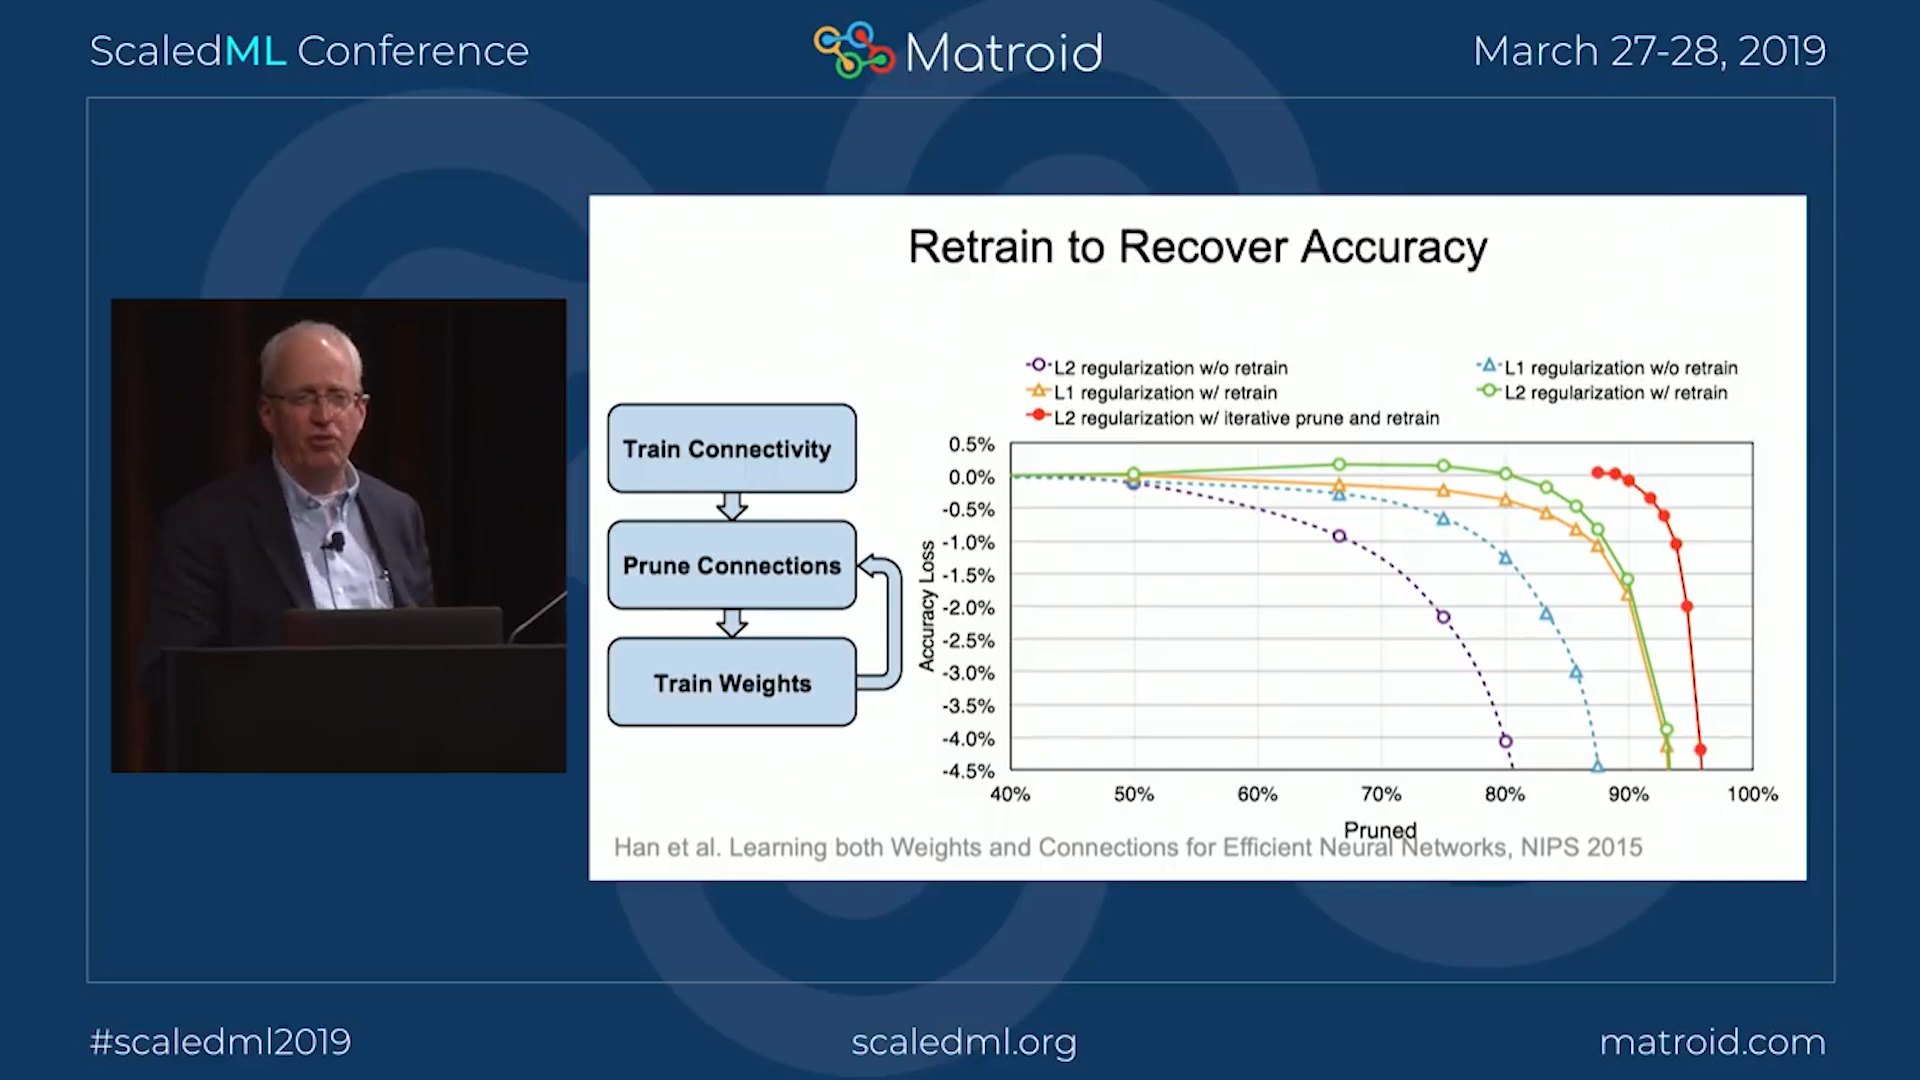 ScaledML Conference
Matroid
March 27-28, 2019
Retrain to Recover Accuracy
L2 regularization w/o retrain
L1 regularization w/o retrain
L1 regularization w/ retrain
L2 regularization w/ retrain
L2 regularization w/ iterative prune and retrain
Train Connectivity
Prune Connections
Train Weights
Accuracy Loss
0.5%
0.0%
-0.5%
-1.0%
-1.5%
-2.0%
-2.5%
-3.0%
-3.5%
-4.0%
-4.5%
40% 50% 60% 70% 80% 90% 100%
Pruned
Han et al. Learning both Weights and Connections for Efficient Neural Networks, NIPS 2015
#scaledml2019
scaledml.org
matroid.com